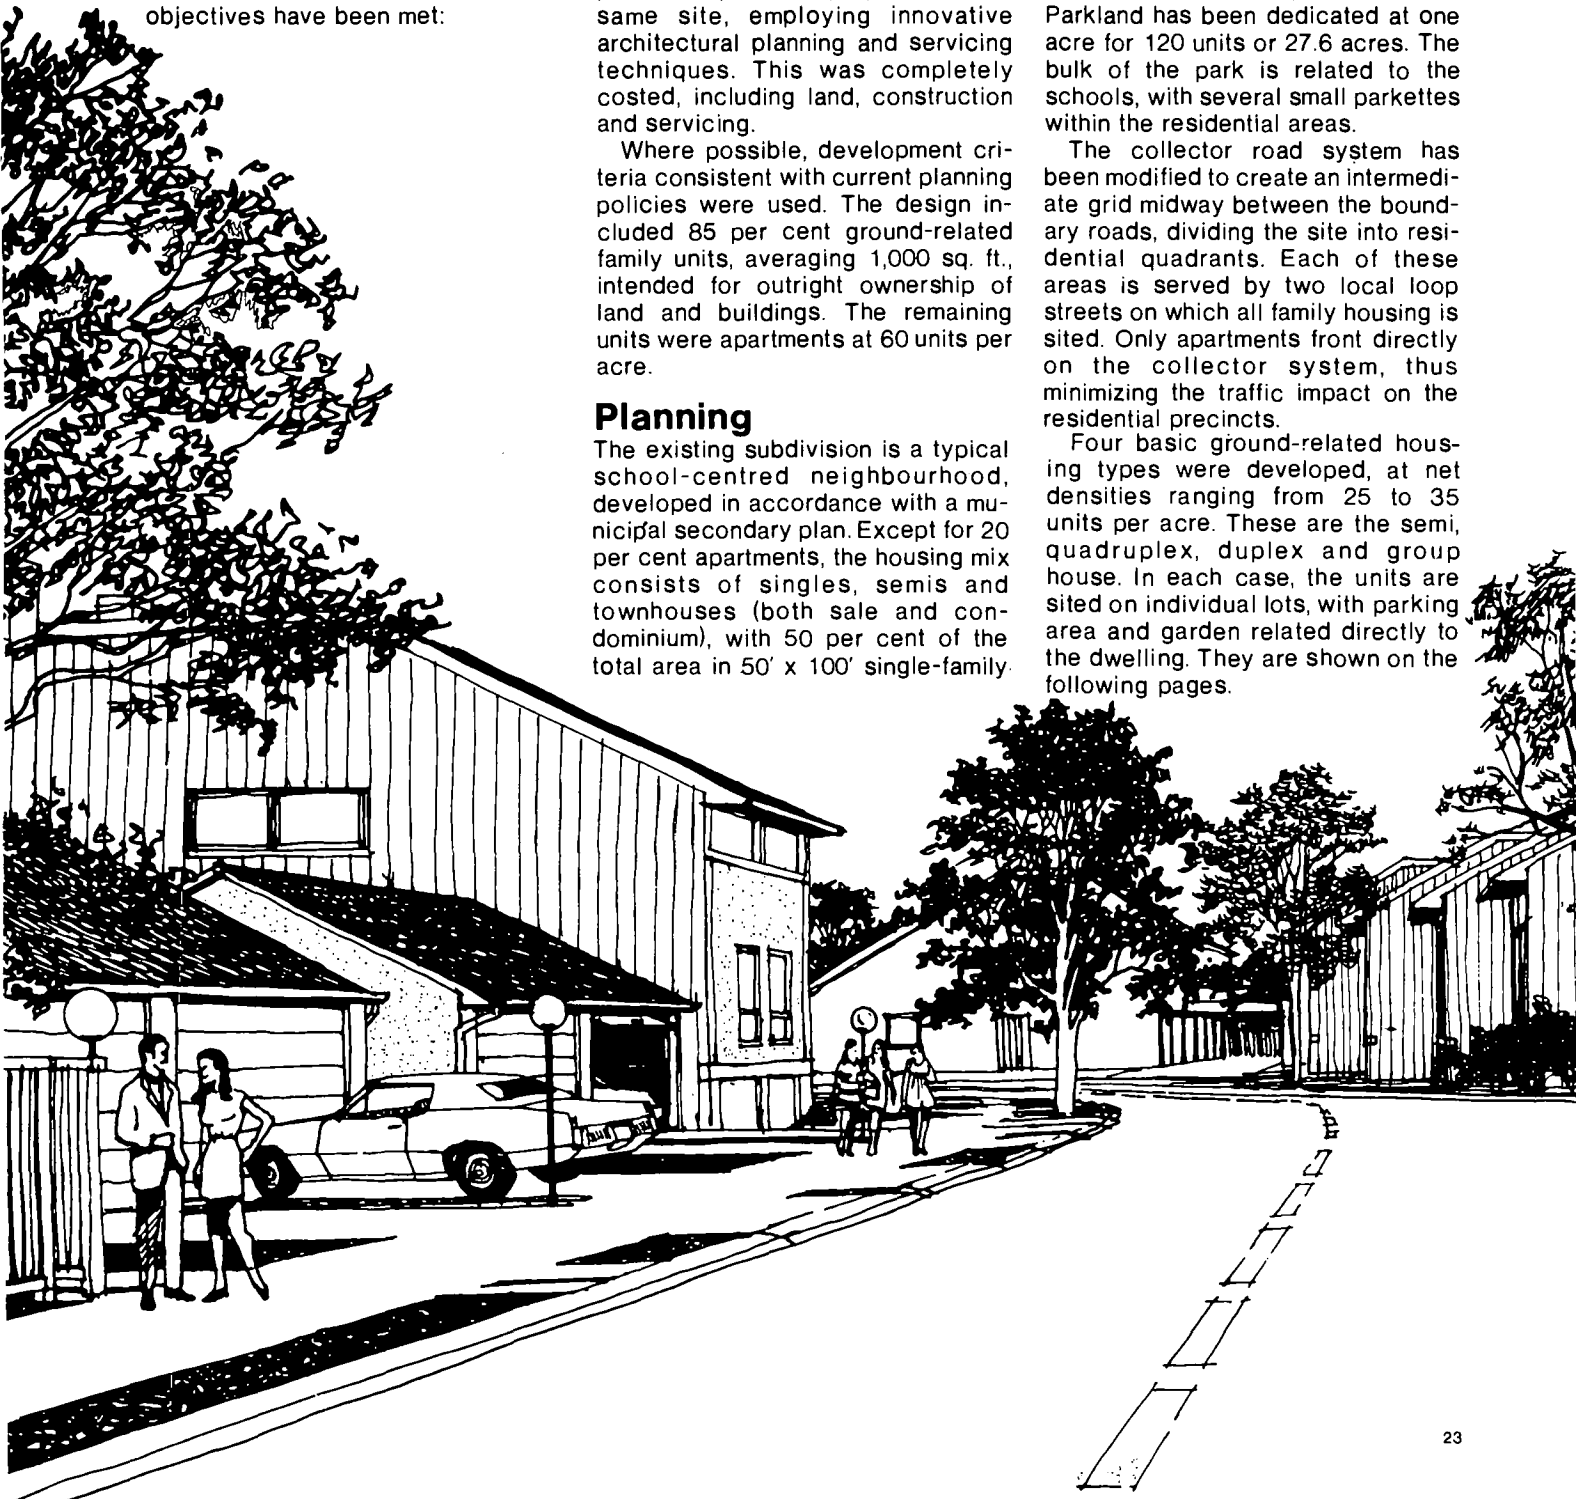 objectives have been met:
same site, employing innovative
architectural planning and servicing
techniques. This was completely
costed, including land, construction
and servicing.
Where possible, development cri-
teria consistent with current planning
policies were used. The design in-
cluded 85 per cent ground-related
family units, averaging 1,000 sq. ft.,
intended for outright ownership of
land and buildings. The remaining
units were apartments at 60 units per
acre.
Planning
The existing subdivision is a typical
school-centred neighbourhood,
developed in accordance with a mu-
nicipal secondary plan. Except for 20
per cent apartments, the housing mix
consists of singles, semis and
townhouses (both sale and con-
dominium), with 50 per cent of the
total area in 50' x 100' single-family
Parkland has been dedicated at one
acre for 120 units or 27.6 acres. The
bulk of the park is related to the
schools, with several small parkettes
within the residential areas.
The collector road system has
been modified to create an intermedi-
ate grid midway between the bound-
ary roads, dividing the site into resi-
dential quadrants. Each of these
areas is served by two local loop
streets on which all family housing is
sited. Only apartments front directly
on the collector system, thus
minimizing the traffic impact on the
residential precincts.
Four basic ground-related hous-
ing types were developed, at net
densities ranging from 25 to 35
units per acre. These are the semi,
quadruplex, duplex and group
house. In each case, the units are
sited on individual lots, with parking
area and garden related directly to
the dwelling. They are shown on the
following pages.
23